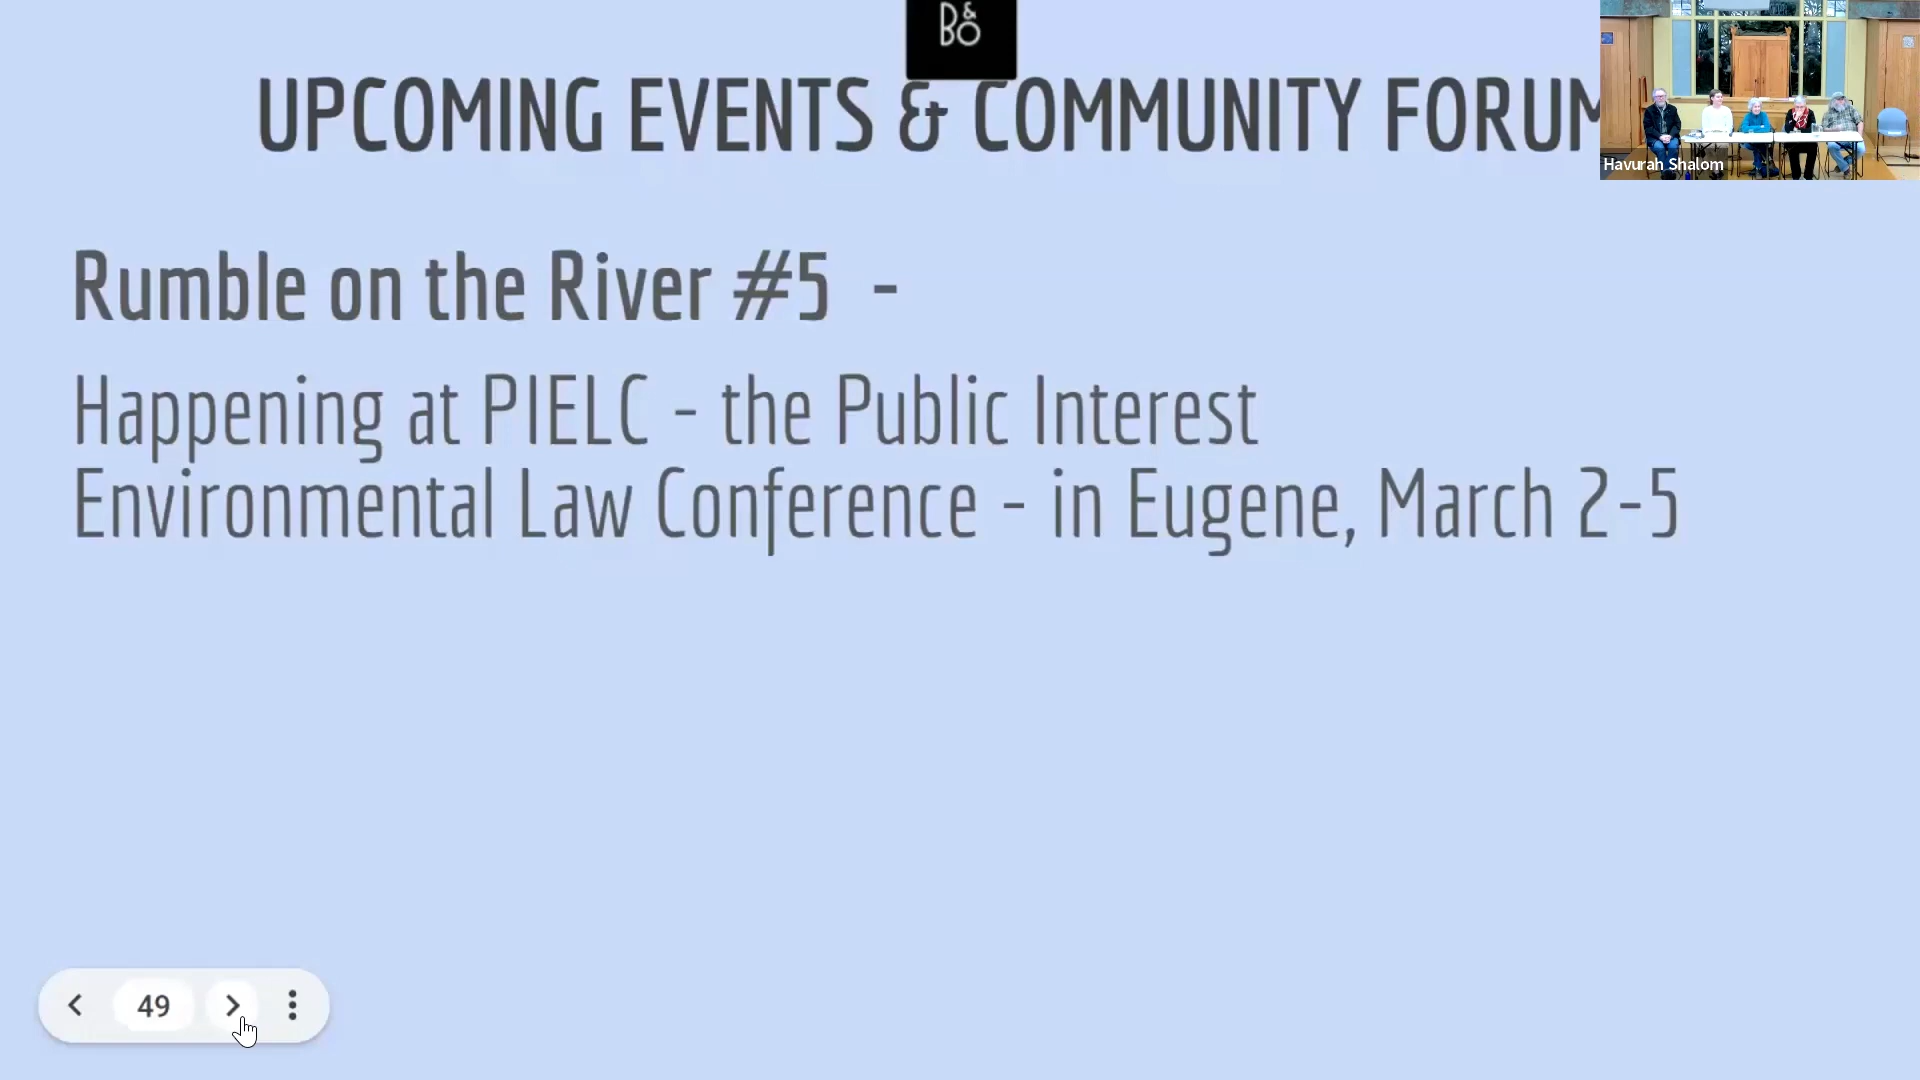 B&O
UPCOMING EVENTS & COMMUNITY FORUM
Havurah Shalom
Rumble on the River #5 -
Happening at PIELC - the Public Interest
Environmental Law Conference - in Eugene, March 2-5
49